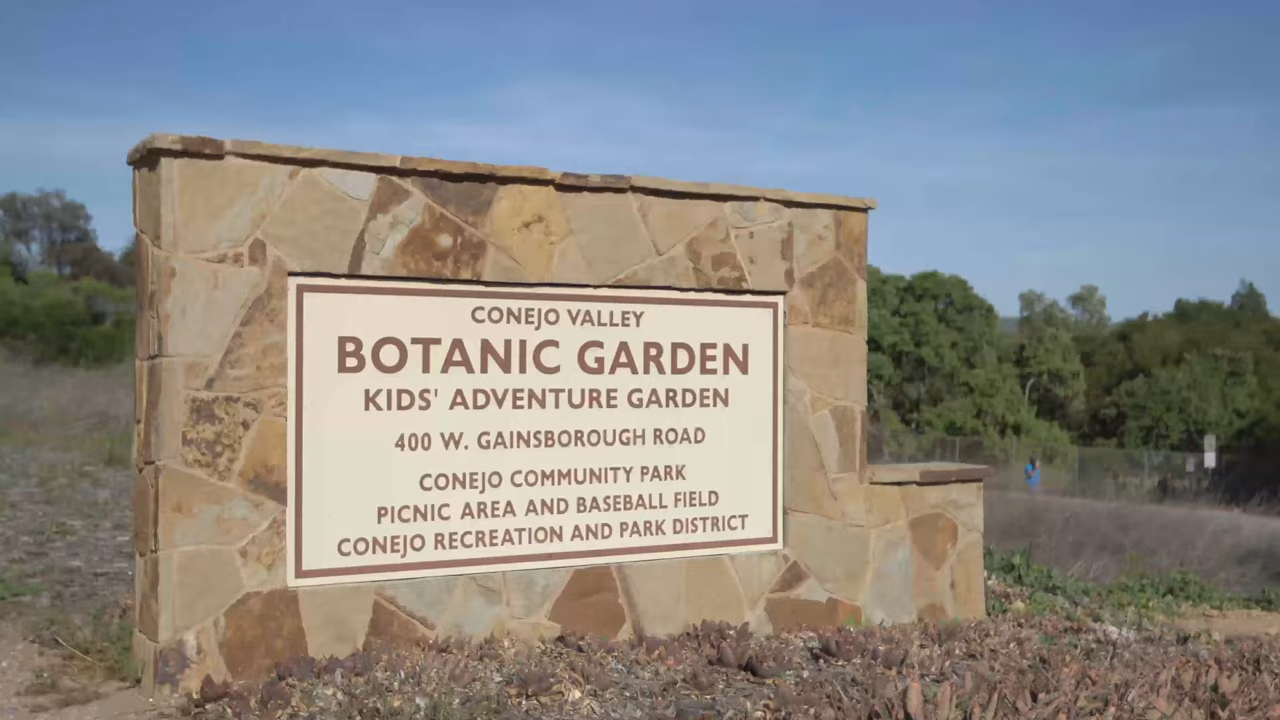 CONEJO VALLEY
BOTANIC GARDEN
KIDS' ADVENTURE GARDEN
400 W. GAINSBOROUGH ROAD
CONEJO COMMUNITY PARK
PICNIC AREA AND BASEBALL FIELD
CONEJO RECREATION AND PARK DISTRICT